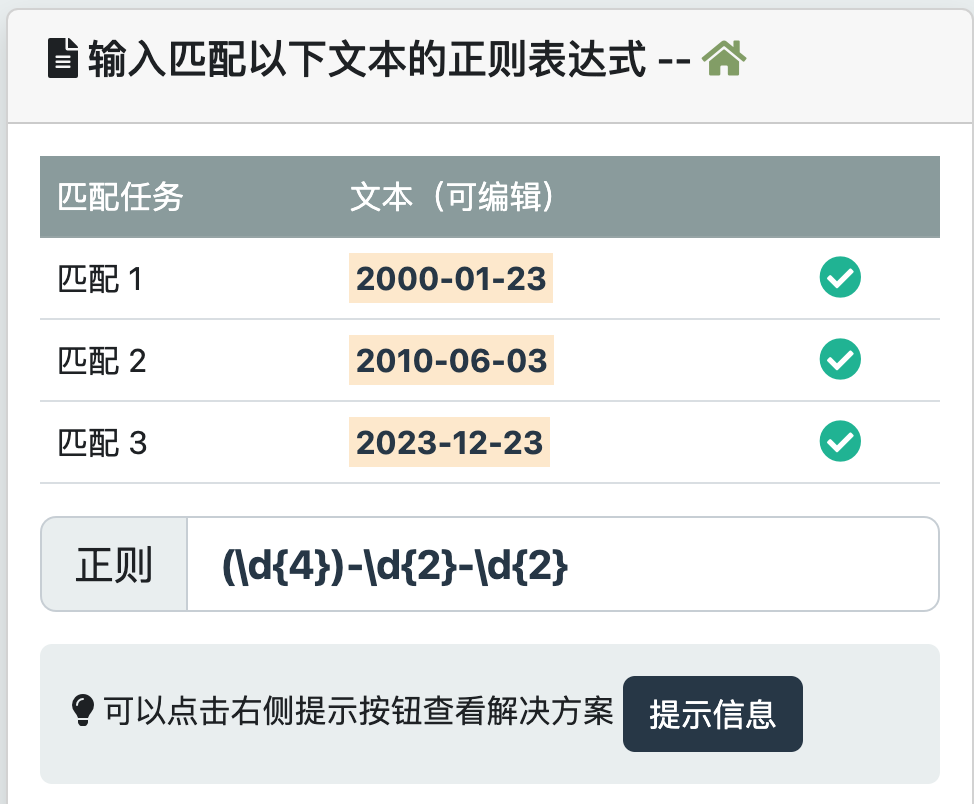 输入匹配以下文本的正则表达式 --
匹配任务 文本（可编辑）
匹配 1 2000-01-23
匹配 2 2010-06-03
匹配 3 2023-12-23
正则 (\d{4})-\d{2}-\d{2}
可以点击右侧提示按钮查看解决方案 提示信息